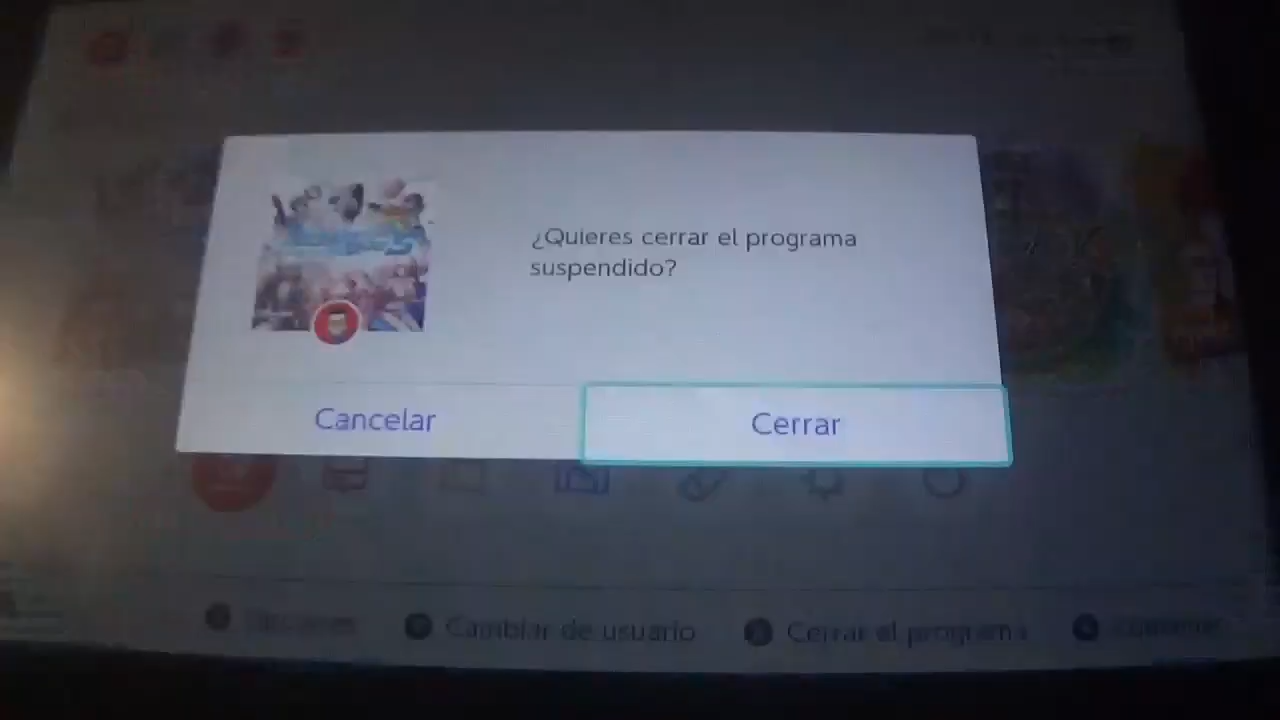 ¿Quieres cerrar el programa
suspendido?
Cancelar
Cerrar
Cambiar de usuario
Cerrar el programa